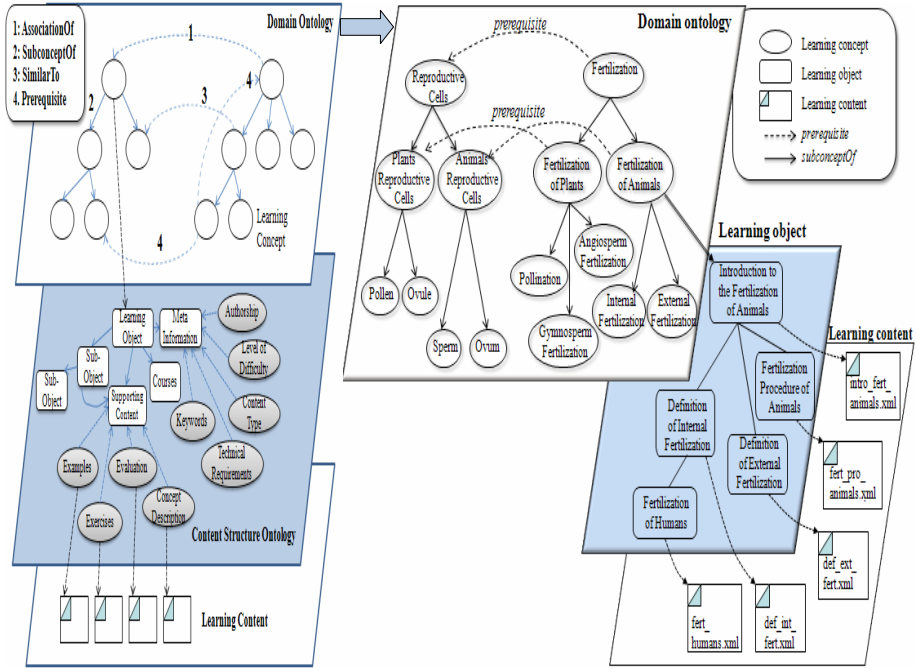 1: AssociationOf
2: SubconceptOf
3: SimilarTo
4. Prerequisite
Domain Ontology
1
2
3
4
4
Learning
Concept
Learning
Object
Meta
Information
Authorship
Level of
Difficulty
Sub-
Object
Sub-
Object
Courses
Supporting
Content
Keywords
Content
Type
Technical
Requirements
Examples
Evaluation
Exercises
Concept
Description
Content Structure Ontology
Learning Content
Domain ontology
prerequisite
Reproductive
Cells
Fertilization
prerequisite
Plants
Reproductive
Cells
Animals
Reproductive
Cells
Fertilization
of Plants
Fertilization
of Animals
Pollen
Ovule
Sperm
Ovum
Pollination
Angiosperm
Fertilization
Gymnosperm
Fertilization
Internal
Fertilization
External
Fertilization
Learning concept
Learning object
Learning content
prerequisite
subconceptOf
Learning object
Introduction to
the Fertilization
of Animals
Fertilization
Procedure of
Animals
Definition
of Internal
Fertilization
Definition
of External
Fertilization
Fertilization
of Humans
Learning content
intro_fert_
animals.xml
fert_pro_
animals.xml
def_ext_
fert.xml
def_int_
fert.xml
fert_
humans.xml